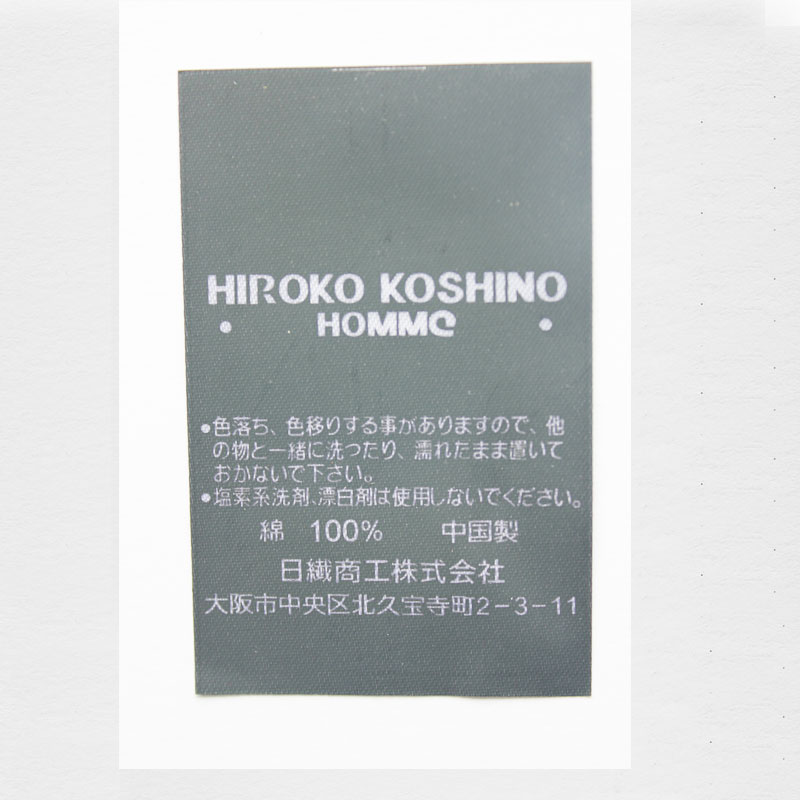 HIROKO KOSHINO
• HOMMe •
•色落ち、色移りする事がありますので、他
の物と一緒に洗ったり、濡れたまま置いて
おかないで下さい。
•塩素系洗剤、漂白剤は使用しないでください。
綿 100% 中国製
日繊商工株式会社
大阪市中央区北久宝寺町2-3-11